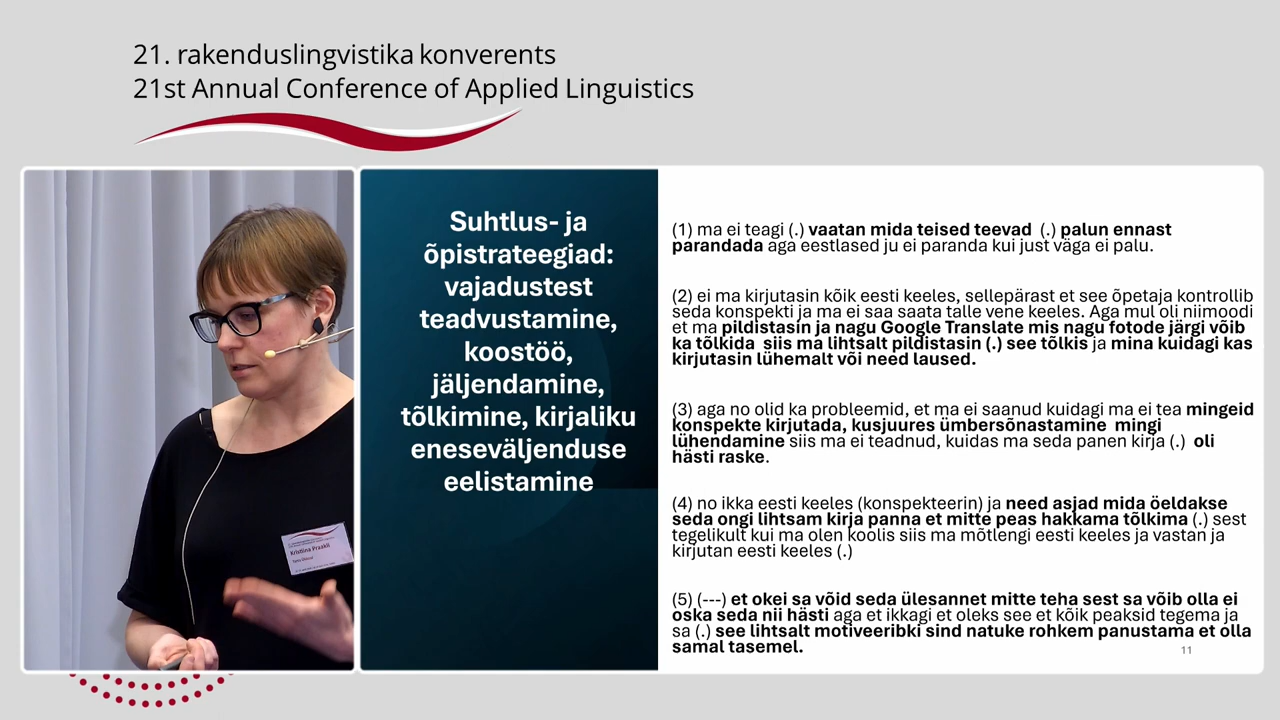 21. rakenduslingvistika konverents
21st Annual Conference of Applied Linguistics
Suhtlus- ja
õpistrateegiad:
vajadustest
teadvustamine,
koostöö,
jäljendamine,
tõlkimine, kirjaliku
eneseväljenduse
eelistamine
(1) ma ei teagi (.) vaatan mida teised teevad (.) palun ennast
parandada aga eestlased ju ei paranda kui just väga ei palu.
(2) ei ma kirjutasin kõik eesti keeles, sellepärast et see õpetaja kontrollib
seda konspekti ja ma ei saa saata talle vene keeles. Aga mul oli niimoodi
et ma pildistasin ja nagu Google Translate mis nagu fotode järgi võib
ka tõlkida siis ma lihtsalt pildistasin (.) see tõlkis ja mina kuidagi kas
kirjutasin lühemalt või need laused.
(3) aga no olid ka probleemid, et ma ei saanud kuidagi ma ei tea mingeid
konspekte kirjutada, kusjuures ümbersõnastamine mingi
lühendamine siis ma ei teadnud, kuidas ma seda panen kirja (.) oli
hästi raske.
(4) no ikka eesti keeles (konspekteerin) ja need asjad mida öeldakse
seda ongi lihtsam kirja panna et mitte peas hakkama tõlkima (.) sest
tegelikult kui ma olen koolis siis ma mõtlengi eesti keeles ja vastan ja
kirjutan eesti keeles (.)
(5) (---) et okei sa võid seda ülesannet mitte teha sest sa võib olla ei
oska seda nii hästi aga et ikkagi et oleks see et kõik peaksid tegema ja
sa (.) see lihtsalt motiveeribki sind natuke rohkem panustama et olla
samal tasemel.
11
Kristiina Praakli